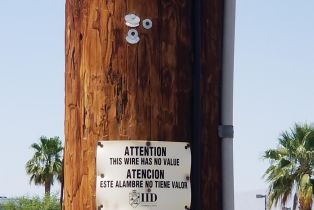 ATTENTION
THIS WIRE HAS NO VALUE
ATENCION
ESTE ALAMBRE NO TIENE VALOR
IID